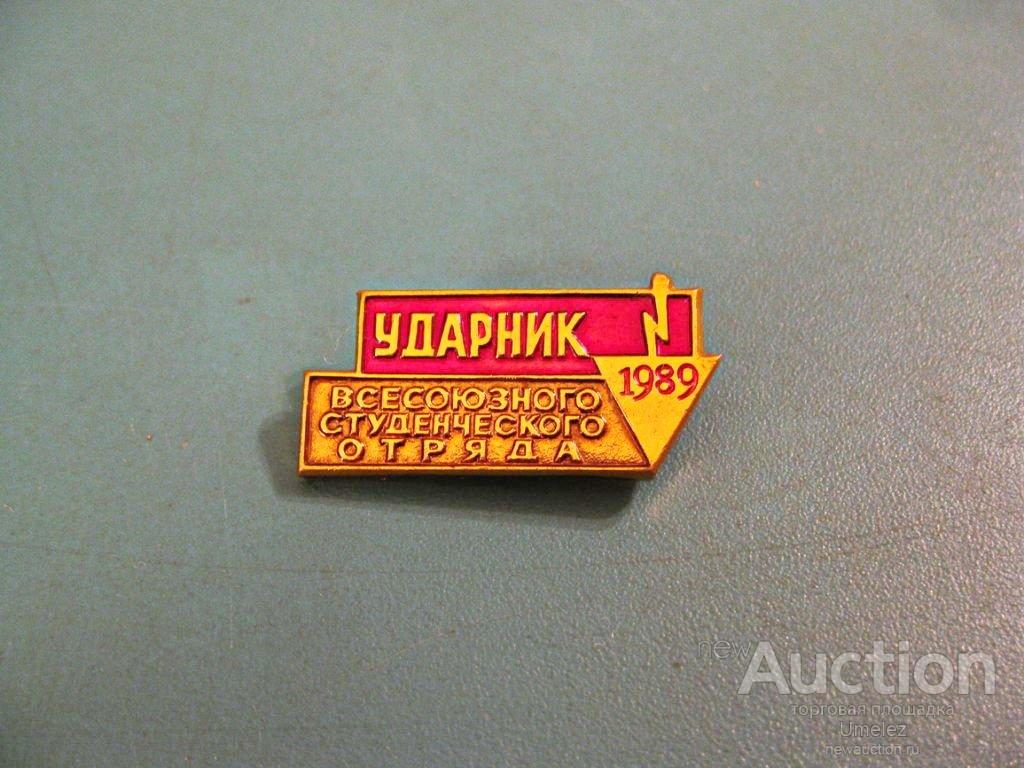 УДАРНИК
1989
ВСЕСОЮЗНОГО
СТУДЕНЧЕСКОГО
ОТРЯДА
new Auction
торговая площадка
Umelez
newauction.ru